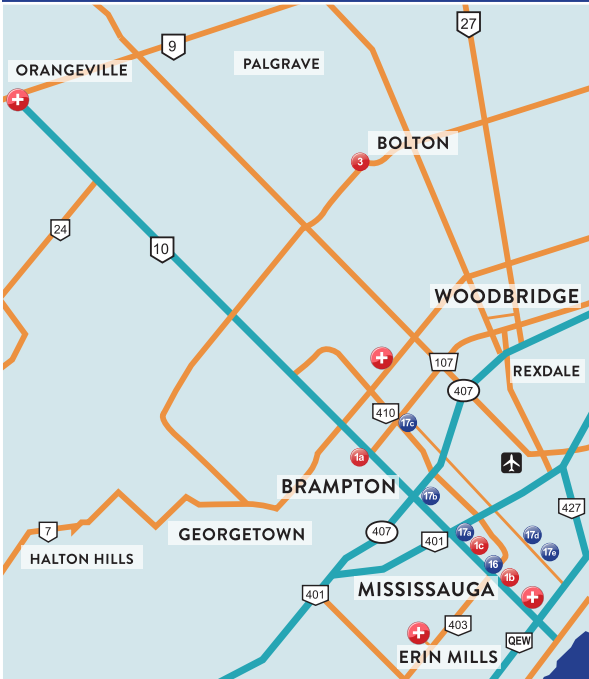 27
9
PALGRAVE
ORANGEVILLE
BOLTON
3
24
10
WOODBRIDGE
107
REXDALE
407
410
17c
1a
BRAMPTON
17b
427
7
GEORGETOWN
407
401
17a
17d
1c
17e
HALTON HILLS
16
1b
MISSISSAUGA
401
403
QEW
ERIN MILLS